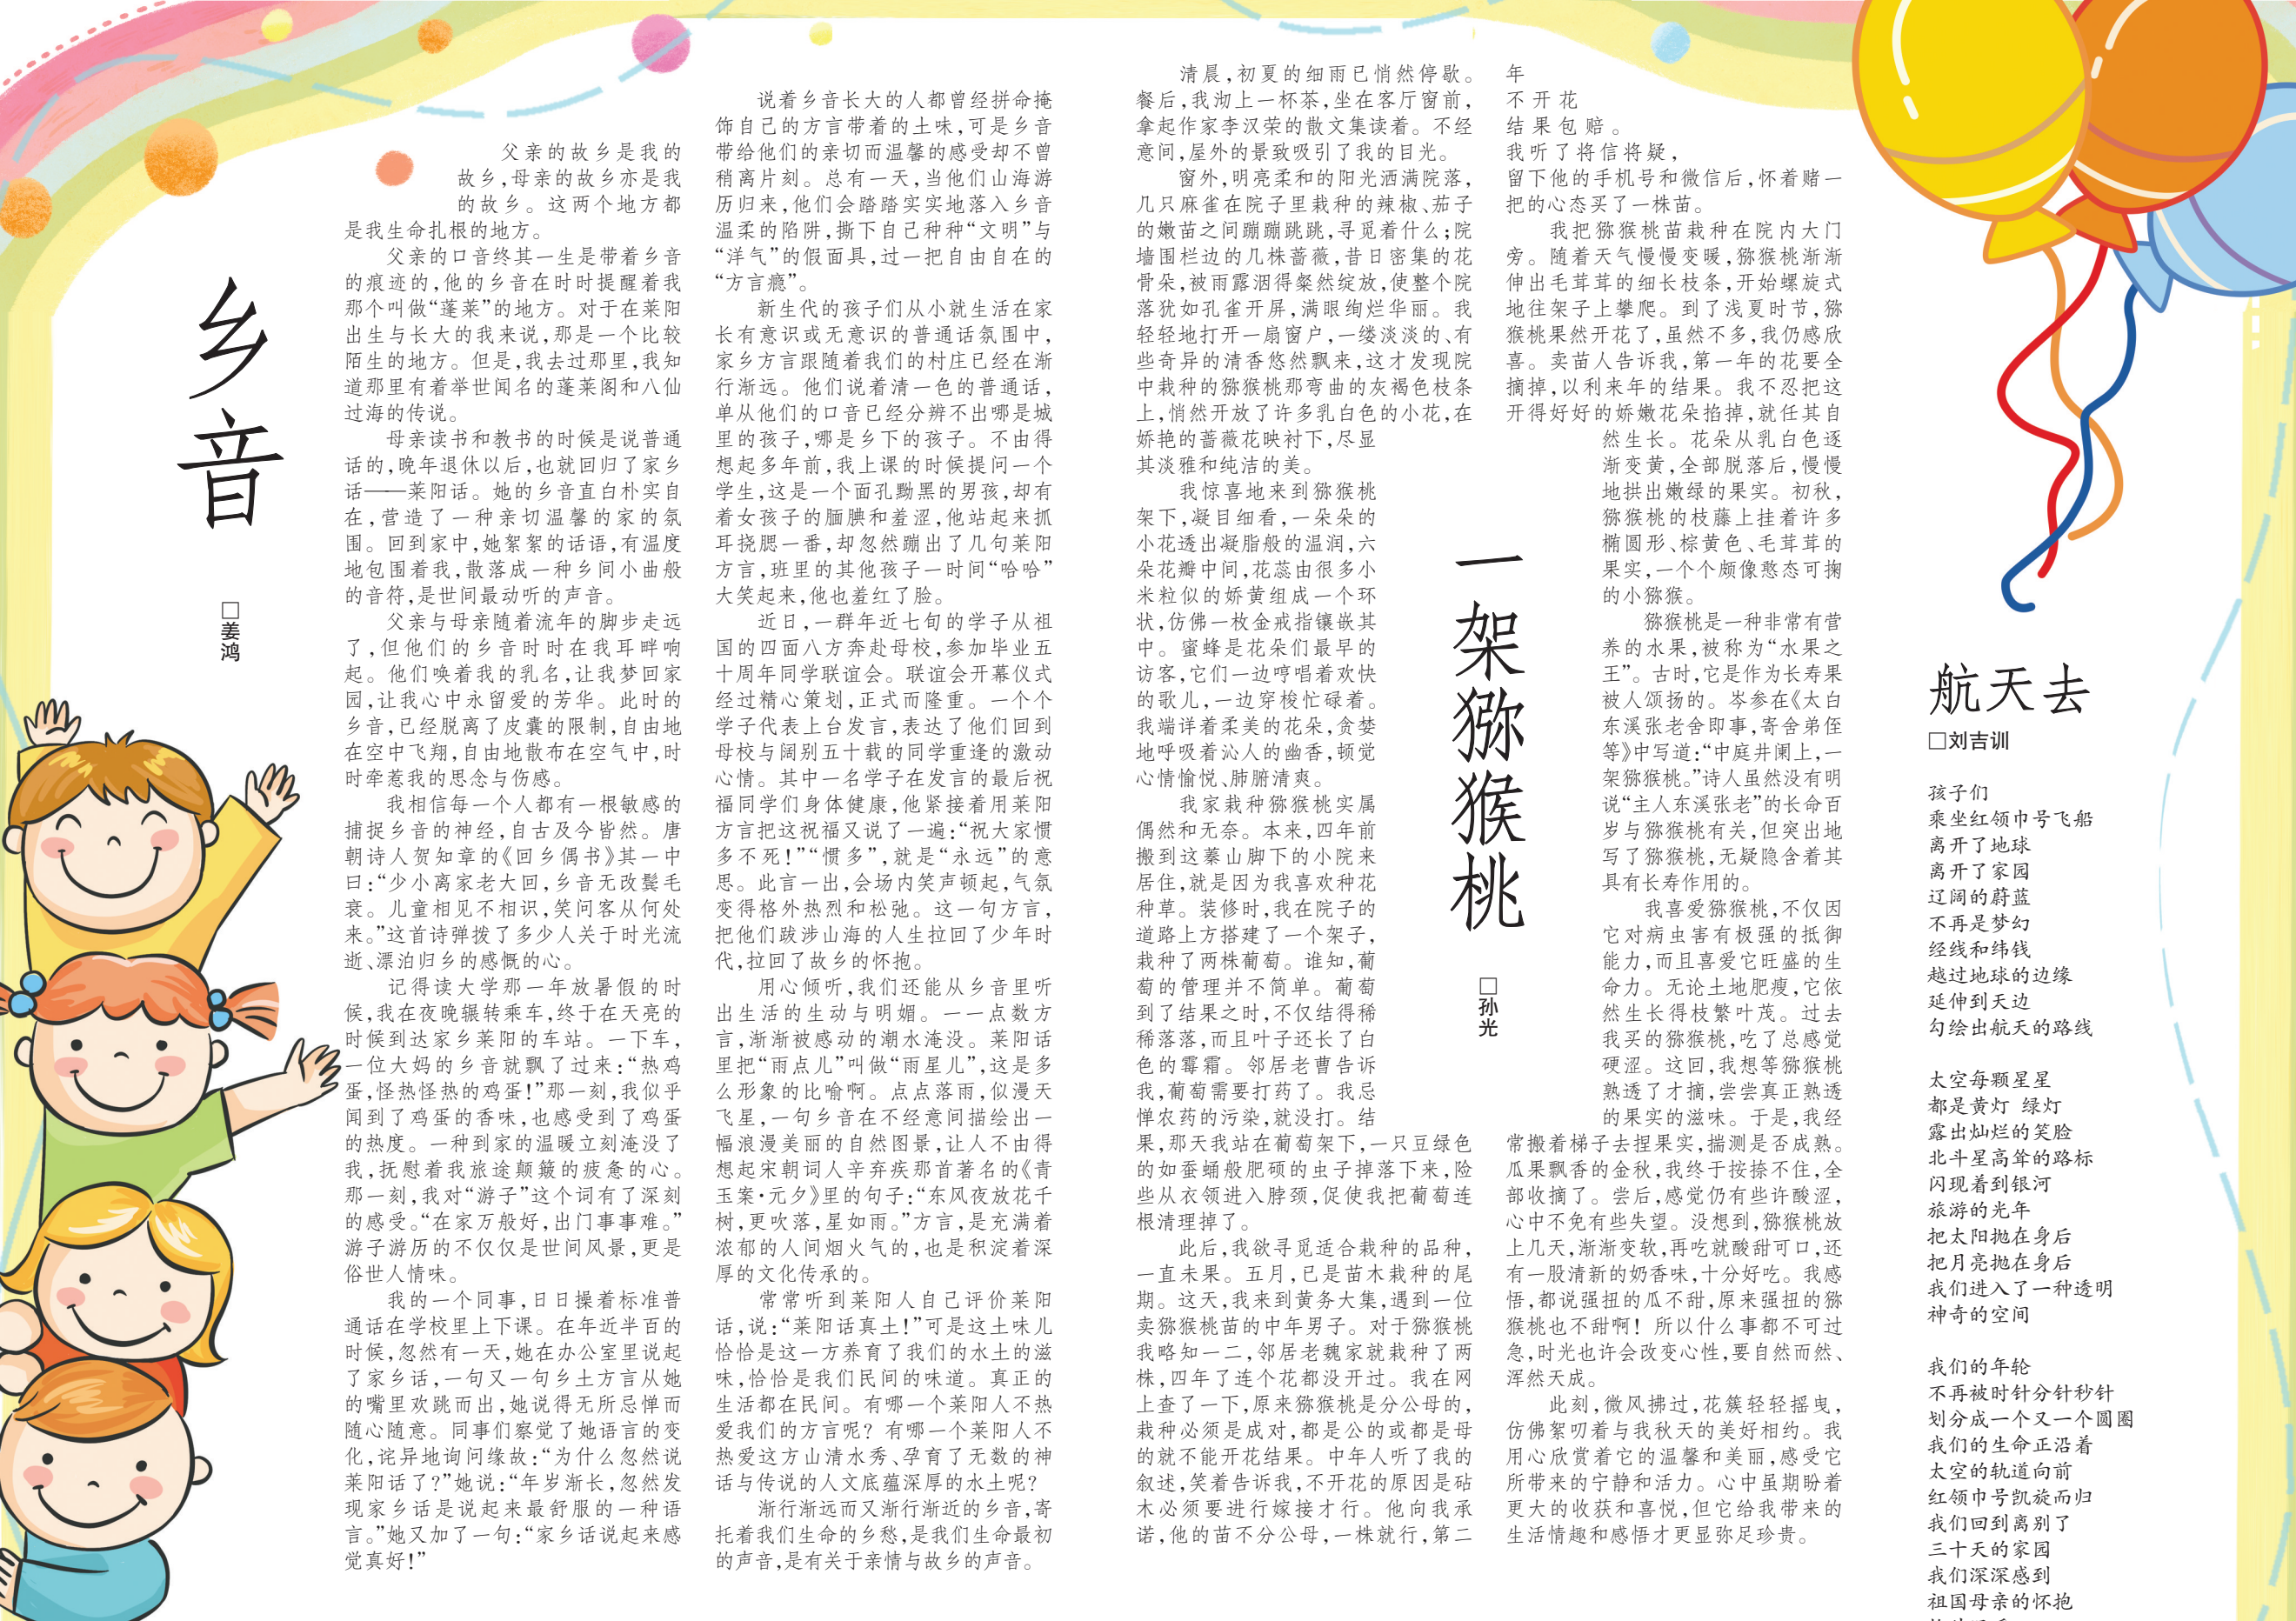 乡音
□姜鸿
父亲的故乡是我的
故乡,母亲的故乡亦是我
的故乡。这两个地方都
是我生命扎根的地方。
父亲的口音终其一生是带着乡音
的痕迹的,他的乡音在时时提醒着我
那个叫做“蓬莱”的地方。对于在莱阳
出生与长大的我来说,那是一个比较
陌生的地方。但是,我去过那里,我知
道那里有着举世闻名的蓬莱阁和八仙
过海的传说。
母亲读书和教书的时候是说普通
话的,晚年退休以后,也就回归了家乡
话——莱阳话。她的乡音直白朴实自
在,营造了一种亲切温馨的家的氛
围。回到家中,她絮絮的话语,有温度
地包围着我,散落成一种乡间小曲般
的音符,是世间最动听的声音。
父亲与母亲随着流年的脚步走远
了,但他们的乡音时时在我耳畔响
起。他们唤着我的乳名,让我梦回家
园,让我心中永留爱的芳华。此时的
乡音,已经脱离了皮囊的限制,自由地
在空中飞翔,自由地散布在空气中,时
时牵惹我的思念与伤感。
我相信每一个人都有一根敏感的
捕捉乡音的神经,自古及今皆然。唐
朝诗人贺知章的《回乡偶书》其一中
曰:“少小离家老大回,乡音无改鬓毛
衰。儿童相见不相识,笑问客从何处
来。”这首诗弹拨了多少人关于时光流
逝、漂泊归乡的感慨的心。
记得读大学那一年放暑假的时
候,我在夜晚辗转乘车,终于在天亮的
时候到达家乡莱阳的车站。一下车,
一位大妈的乡音就飘了过来:“热鸡
蛋,怪热怪热的鸡蛋!”那一刻,我似乎
闻到了鸡蛋的香味,也感受到了鸡蛋
的热度。一种到家的温暖立刻淹没了
我,抚慰着我旅途颠簸的疲惫的心。
那一刻,我对“游子”这个词有了深刻
的感受。“在家万般好,出门事事难。”
游子游历的不仅仅是世间风景,更是
俗世人情味。
我的一个同事,日日操着标准普
通话在学校里上下课。在年近半百的
时候,忽然有一天,她在办公室里说起
了家乡话,一句又一句乡土方言从她
的嘴里欢跳而出,她说得无所忌惮而
随心随意。同事们察觉了她语言的变
化,诧异地询问缘故:“为什么忽然说
莱阳话了?”她说:“年岁渐长,忽然发
现家乡话是说起来最舒服的一种语
言。”她又加了一句:“家乡话说起来感
觉真好!”
说着乡音长大的人都曾经拼命掩
饰自己的方言带着的土味,可是乡音
带给他们的亲切而温馨的感受却不曾
稍离片刻。总有一天,当他们山海游
历归来,他们会踏踏实实地落入乡音
温柔的陷阱,撕下自己种种“文明”与
“洋气”的假面具,过一把自由自在的
“方言瘾”。
新生代的孩子们从小就生活在家
长有意识或无意识的普通话氛围中,
家乡方言跟随着我们的村庄已经在渐
行渐远。他们说着清一色的普通话,
单从他们的口音已经分辨不出哪是城
里的孩子,哪是乡下的孩子。不由得
想起多年前,我上课的时候提问一个
学生,这是一个面孔黝黑的男孩,却有
着女孩子的腼腆和羞涩,他站起来抓
耳挠腮一番,却忽然蹦出了几句莱阳
方言,班里的其他孩子一时间“哈哈”
大笑起来,他也羞红了脸。
近日,一群年近七旬的学子从祖
国的四面八方奔赴母校,参加毕业五
十周年同学联谊会。联谊会开幕仪式
经过精心策划,正式而隆重。一个个
学子代表上台发言,表达了他们回到
母校与阔别五十载的同学重逢的激动
心情。其中一名学子在发言的最后祝
福同学们身体健康,他紧接着用莱阳
方言把这祝福又说了一遍:“祝大家惯
多不死!”“惯多”,就是“永远”的意
思。此言一出,会场内笑声顿起,气氛
变得格外热烈和松弛。这一句方言,
把他们跋涉山海的人生拉回了少年时
代,拉回了故乡的怀抱。
用心倾听,我们还能从乡音里听
出生活的生动与明媚。一一点数方
言,渐渐被感动的潮水淹没。莱阳话
里把“雨点儿”叫做“雨星儿”,这是多
么形象的比喻啊。点点落雨,似漫天
飞星,一句乡音在不经意间描绘出一
幅浪漫美丽的自然图景,让人不由得
想起宋朝词人辛弃疾那首著名的《青
玉案·元夕》里的句子:“东风夜放花千
树,更吹落,星如雨。”方言,是充满着
浓郁的人间烟火气的,也是积淀着深
厚的文化传承的。
常常听到莱阳人自己评价莱阳
话,说:“莱阳话真土!”可是这土味儿
恰恰是这一方养育了我们的水土的滋
味,恰恰是我们民间的味道。真正的
生活都在民间。有哪一个莱阳人不热
爱我们的方言呢?有哪一个莱阳人不
热爱这方山清水秀、孕育了无数的神
话与传说的人文底蕴深厚的水土呢?
渐行渐远而又渐行渐近的乡音,寄
托着我们生命的乡愁,是我们生命最初
的声音,是有关于亲情与故乡的声音。
一架猕猴桃
□孙光
清晨,初夏的细雨已悄然停歇。
餐后,我沏上一杯茶,坐在客厅窗前,
拿起作家李汉荣的散文集读着。不经
意间,屋外的景致吸引了我的目光。
窗外,明亮柔和的阳光洒满院落,
几只麻雀在院子里栽种的辣椒、茄子
的嫩苗之间蹦蹦跳跳,寻觅着什么;院
墙围栏边的几株蔷薇,昔日密集的花
骨朵,被雨露洇得粲然绽放,使整个院
落犹如孔雀开屏,满眼绚烂华丽。我
轻轻地打开一扇窗户,一缕淡淡的、有
些奇异的清香悠然飘来,这才发现院
中栽种的猕猴桃那弯曲的灰褐色枝条
上,悄然开放了许多乳白色的小花,在
娇艳的蔷薇花映衬下,尽显
其淡雅和纯洁的美。
我惊喜地来到猕猴桃
架下,凝目细看,一朵朵的
小花透出凝脂般的温润,六
朵花瓣中间,花蕊由很多小
米粒似的娇黄组成一个环
状,仿佛一枚金戒指镶嵌其
中。蜜蜂是花朵们最早的
访客,它们一边哼唱着欢快
的歌儿,一边穿梭忙碌着。
我端详着柔美的花朵,贪婪
地呼吸着沁人的幽香,顿觉
心情愉悦、肺腑清爽。
我家栽种猕猴桃实属
偶然和无奈。本来,四年前
搬到这蓁山脚下的小院来
居住,就是因为我喜欢种花
种草。装修时,我在院子的
道路上方搭建了一个架子,
栽种了两株葡萄。谁知,葡
萄的管理并不简单。葡萄
到了结果之时,不仅结得稀
稀落落,而且叶子还长了白
色的霉霜。邻居老曹告诉
我,葡萄需要打药了。我忌
惮农药的污染,就没打。结
果,那天我站在葡萄架下,一只豆绿色
的如蚕蛹般肥硕的虫子掉落下来,险
些从衣领进入脖颈,促使我把葡萄连
根清理掉了。
此后,我欲寻觅适合栽种的品种,
一直未果。五月,已是苗木栽种的尾
期。这天,我来到黄务大集,遇到一位
卖猕猴桃苗的中年男子。对于猕猴桃
我略知一二,邻居老魏家就栽种了两
株,四年了连个花都没开过。我在网
上查了一下,原来猕猴桃是分公母的,
栽种必须是成对,都是公的或都是母
的就不能开花结果。中年人听了我的
叙述,笑着告诉我,不开花的原因是砧
木必须要进行嫁接才行。他向我承
诺,他的苗不分公母,一株就行,第二
年
不开花
结果包赔。
我听了将信将疑,
留下他的手机号和微信后,怀着赌一
把的心态买了一株苗。
我把猕猴桃苗栽种在院内大门
旁。随着天气慢慢变暖,猕猴桃渐渐
伸出毛茸茸的细长枝条,开始螺旋式
地往架子上攀爬。到了浅夏时节,猕
猴桃果然开花了,虽然不多,我仍感欣
喜。卖苗人告诉我,第一年的花要全
摘掉,以利来年的结果。我不忍把这
开得好好的娇嫩花朵掐掉,就任其自
然生长。花朵从乳白色逐
渐变黄,全部脱落后,慢慢
地拱出嫩绿的果实。初秋,
猕猴桃的枝藤上挂着许多
椭圆形、棕黄色、毛茸茸的
果实,一个个颇像憨态可掬
的小猕猴。
猕猴桃是一种非常有营
养的水果,被称为“水果之
王”。古时,它是作为长寿果
被人颂扬的。岑参在《太白
东溪张老舍即事,寄舍弟侄
等》中写道:“中庭井阑上,一
架猕猴桃。”诗人虽然没有明
说“主人东溪张老”的长命百
岁与猕猴桃有关,但突出地
写了猕猴桃,无疑隐含着其
具有长寿作用的。
我喜爱猕猴桃,不仅因
它对病虫害有极强的抵御
能力,而且喜爱它旺盛的生
命力。无论土地肥瘦,它依
然生长得枝繁叶茂。过去
我买的猕猴桃,吃了总感觉
硬涩。这回,我想等猕猴桃
熟透了才摘,尝尝真正熟透
的果实的滋味。于是,我经
常搬着梯子去捏果实,揣测是否成熟。
瓜果飘香的金秋,我终于按捺不住,全
部收摘了。尝后,感觉仍有些许酸涩,
心中不免有些失望。没想到,猕猴桃放
上几天,渐渐变软,再吃就酸甜可口,还
有一股清新的奶香味,十分好吃。我感
悟,都说强扭的瓜不甜,原来强扭的猕
猴桃也不甜啊!所以什么事都不可过
急,时光也许会改变心性,要自然而然、
浑然天成。
此刻,微风拂过,花簇轻轻摇曳,
仿佛絮叨着与我秋天的美好相约。我
用心欣赏着它的温馨和美丽,感受它
所带来的宁静和活力。心中虽期盼着
更大的收获和喜悦,但它给我带来的
生活情趣和感悟才更显弥足珍贵。
航天去
□刘吉训
孩子们
乘坐红领巾号飞船
离开了地球
离开了家园
辽阔的蔚蓝
不再是梦幻
经线和纬钱
越过地球的边缘
延伸到天边
勾绘出航天的路线
太空每颗星星
都是黄灯 绿灯
露出灿烂的笑脸
北斗星高耸的路标
闪现着到银河
旅游的光年
把太阳抛在身后
把月亮抛在身后
我们进入了一种透明
神奇的空间
我们的年轮
不再被时针分针秒针
划分成一个又一个圆圈
我们的生命正沿着
太空的轨道向前
红领巾号凯旋而归
我们回到离别了
三十天的家园
我们深深感到
祖国母亲的怀抱